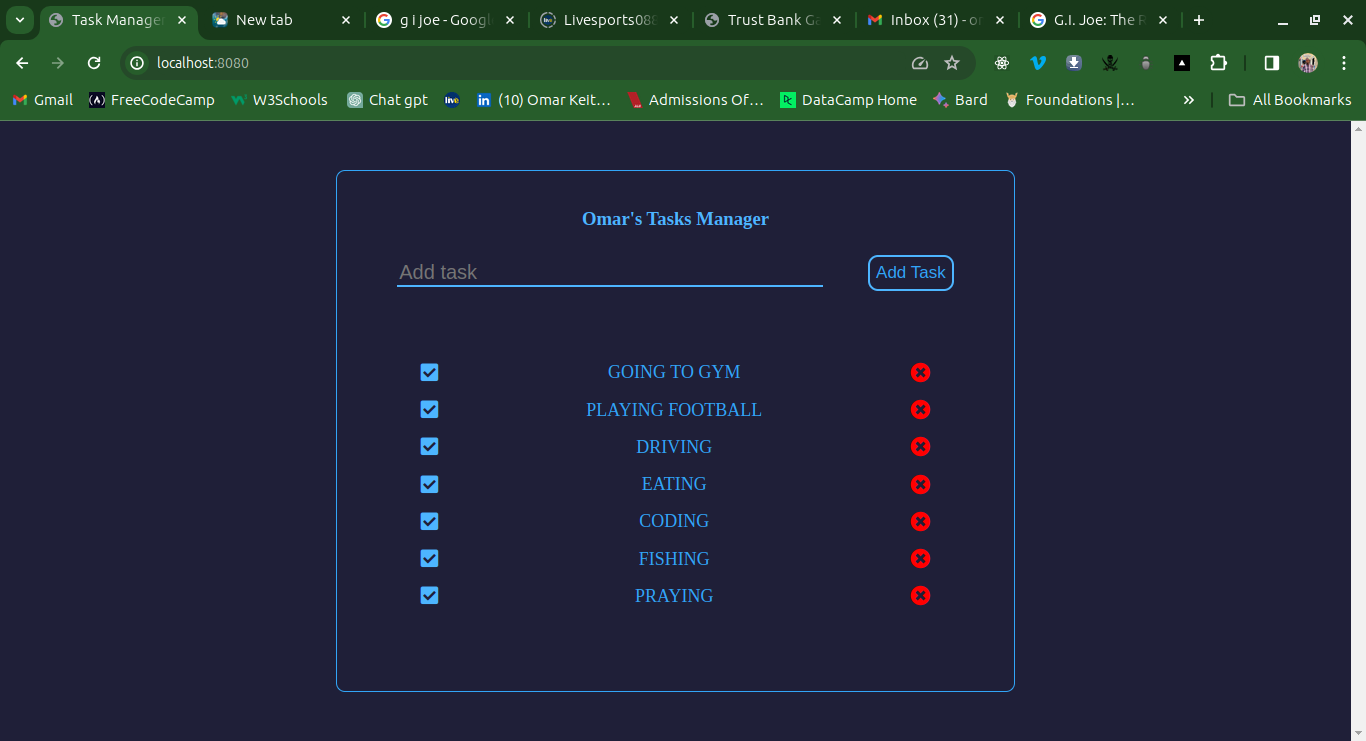 Task Manager
New tab
g i joe - Googl
Livesports08
Trust Bank Ga
Inbox (31) - o
G.I. Joe: The R
localhost:8080
Gmail
FreeCodeCamp
W3Schools
Chat gpt
live
(10) Omar Keit…
Admissions Of…
DataCamp Home
Bard
Foundations |…
All Bookmarks
Omar's Tasks Manager
Add task
Add Task
GOING TO GYM
PLAYING FOOTBALL
DRIVING
EATING
CODING
FISHING
PRAYING